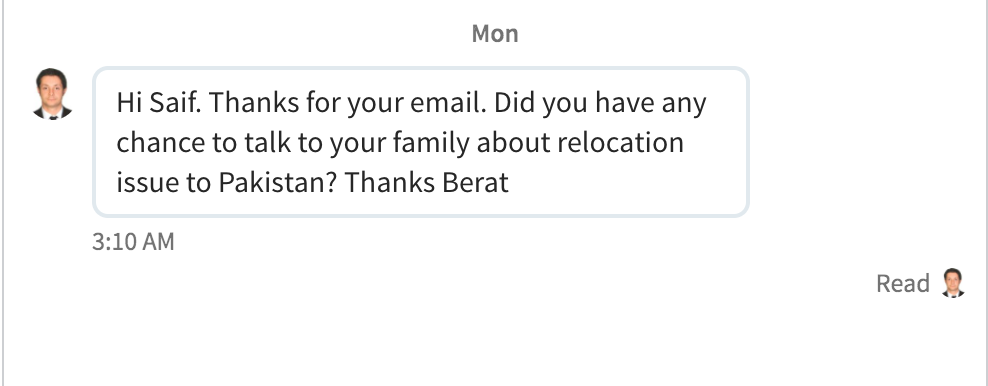 Mon
Hi Saif. Thanks for your email. Did you have any
chance to talk to your family about relocation
issue to Pakistan? Thanks Berat
3:10 AM
Read